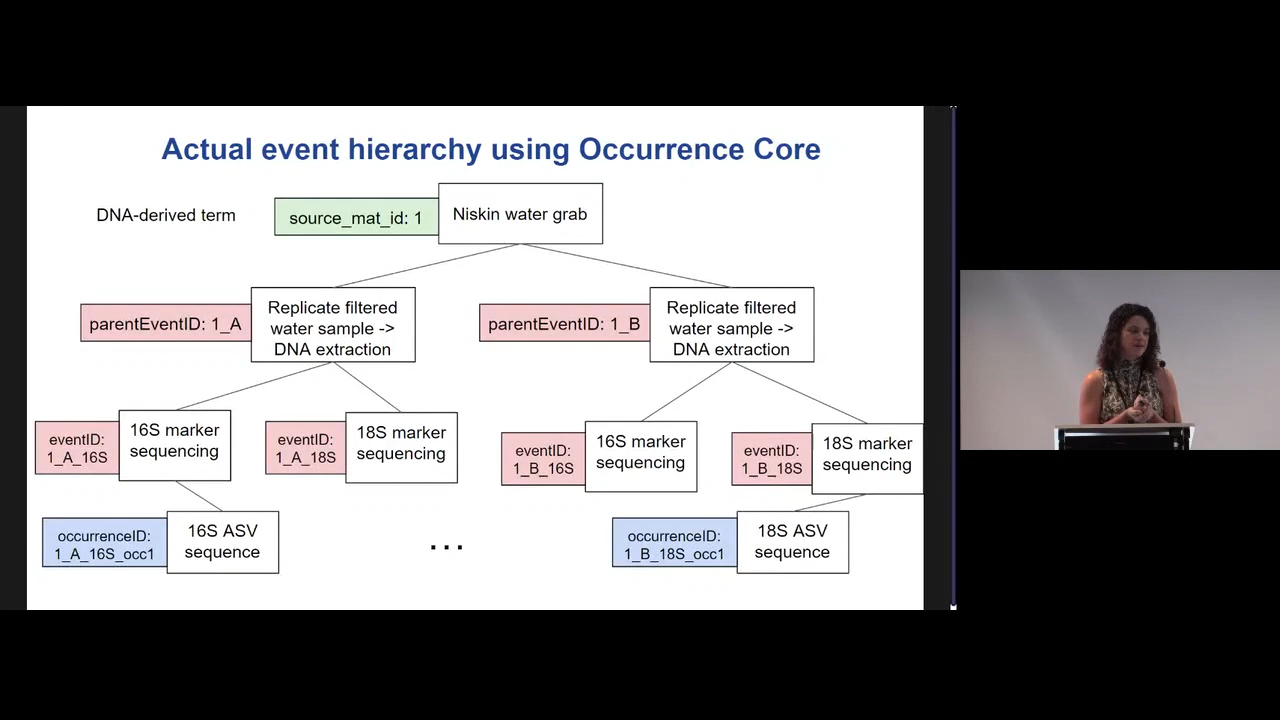 Actual event hierarchy using Occurrence Core
DNA-derived term
source_mat_id: 1
Niskin water grab
parentEventID: 1_A
Replicate filtered
water sample ->
DNA extraction
parentEventID: 1_B
Replicate filtered
water sample ->
DNA extraction
eventID:
1_A_16S
16S marker
sequencing
eventID:
1_A_18S
18S marker
sequencing
eventID:
1_B_16S
16S marker
sequencing
eventID:
1_B_18S
18S marker
sequencing
occurrenceID:
1_A_16S_occ1
16S ASV
sequence
...
occurrenceID:
1_B_18S_occ1
18S ASV
sequence